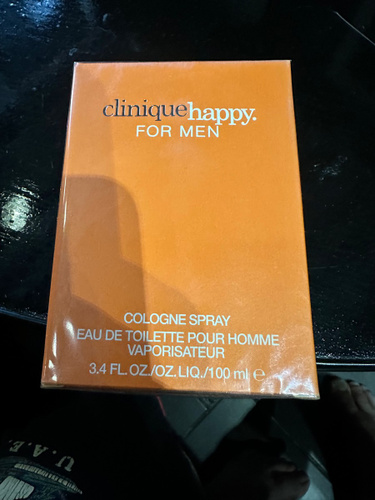 cliniquehappy.
FOR MEN
COLOGNE SPRAY
EAU DE TOILETTE POUR HOMME
VAPORISATEUR
3.4 FL.OZ./OZ.LIQ./100 ml ℮
U.A.E.